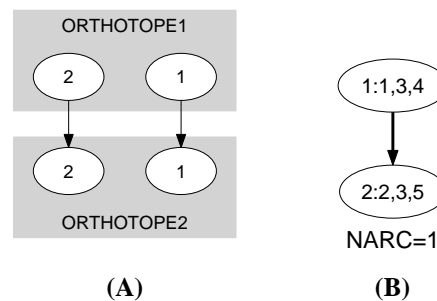 ORTHOTOPE1
2 1
2 1
ORTHOTOPE2
(A)
1:1,3,4
2:2,3,5
NARC=1
(B)